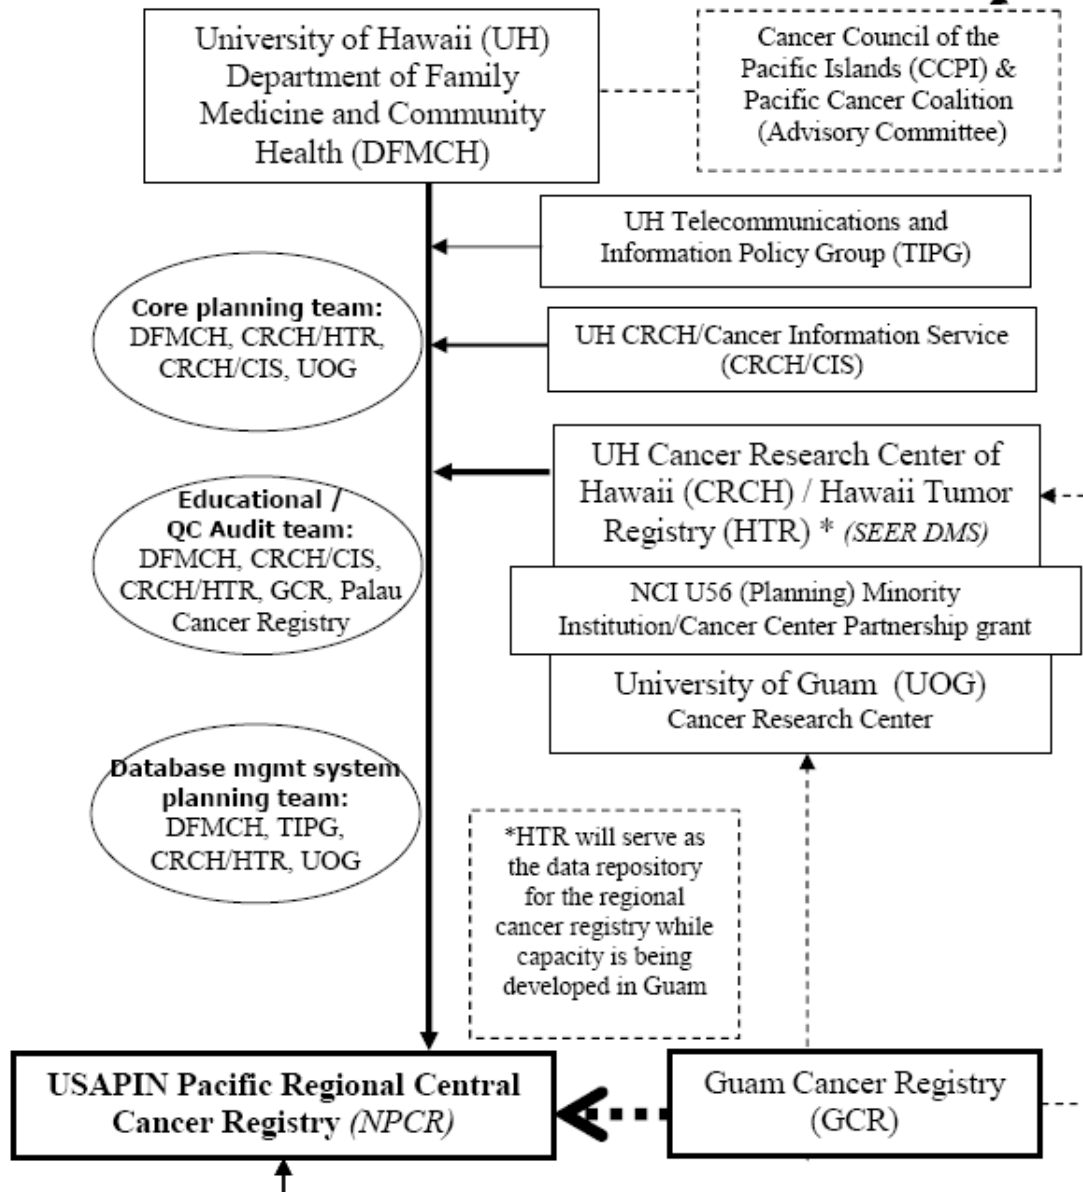 University of Hawaii (UH)
Department of Family
Medicine and Community
Health (DFMCH)
Cancer Council of the
Pacific Islands (CCPI) &
Pacific Cancer Coalition
(Advisory Committee)
UH Telecommunications and
Information Policy Group (TIPG)
Core planning team:
DFMCH, CRCH/HTR,
CRCH/CIS, UOG
UH CRCH/Cancer Information Service
(CRCH/CIS)
UH Cancer Research Center of
Hawaii (CRCH) / Hawaii Tumor
Registry (HTR) * (SEER DMS)
Educational /
QC Audit team:
DFMCH, CRCH/CIS,
CRCH/HTR, GCR, Palau
Cancer Registry
NCI U56 (Planning) Minority
Institution/Cancer Center Partnership grant
University of Guam (UOG)
Cancer Research Center
Database mgmt system
planning team:
DFMCH, TIPG,
CRCH/HTR, UOG
*HTR will serve as
the data repository
for the regional
cancer registry while
capacity is being
developed in Guam
USAPIN Pacific Regional Central
Cancer Registry (NPCR)
Guam Cancer Registry
(GCR)